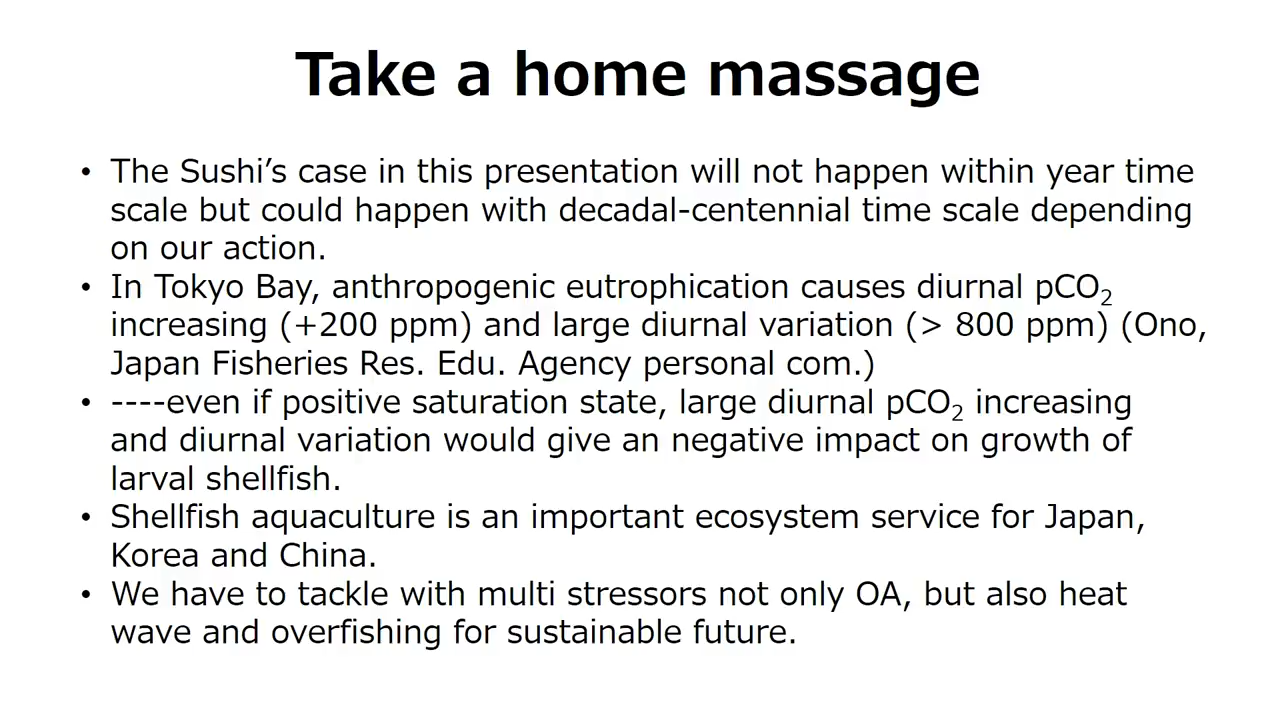 Take a home massage
• The Sushi’s case in this presentation will not happen within year time
scale but could happen with decadal-centennial time scale depending
on our action.
• In Tokyo Bay, anthropogenic eutrophication causes diurnal pCO₂
increasing (+200 ppm) and large diurnal variation (> 800 ppm) (Ono,
Japan Fisheries Res. Edu. Agency personal com.)
• ----even if positive saturation state, large diurnal pCO₂ increasing
and diurnal variation would give an negative impact on growth of
larval shellfish.
• Shellfish aquaculture is an important ecosystem service for Japan,
Korea and China.
• We have to tackle with multi stressors not only OA, but also heat
wave and overfishing for sustainable future.